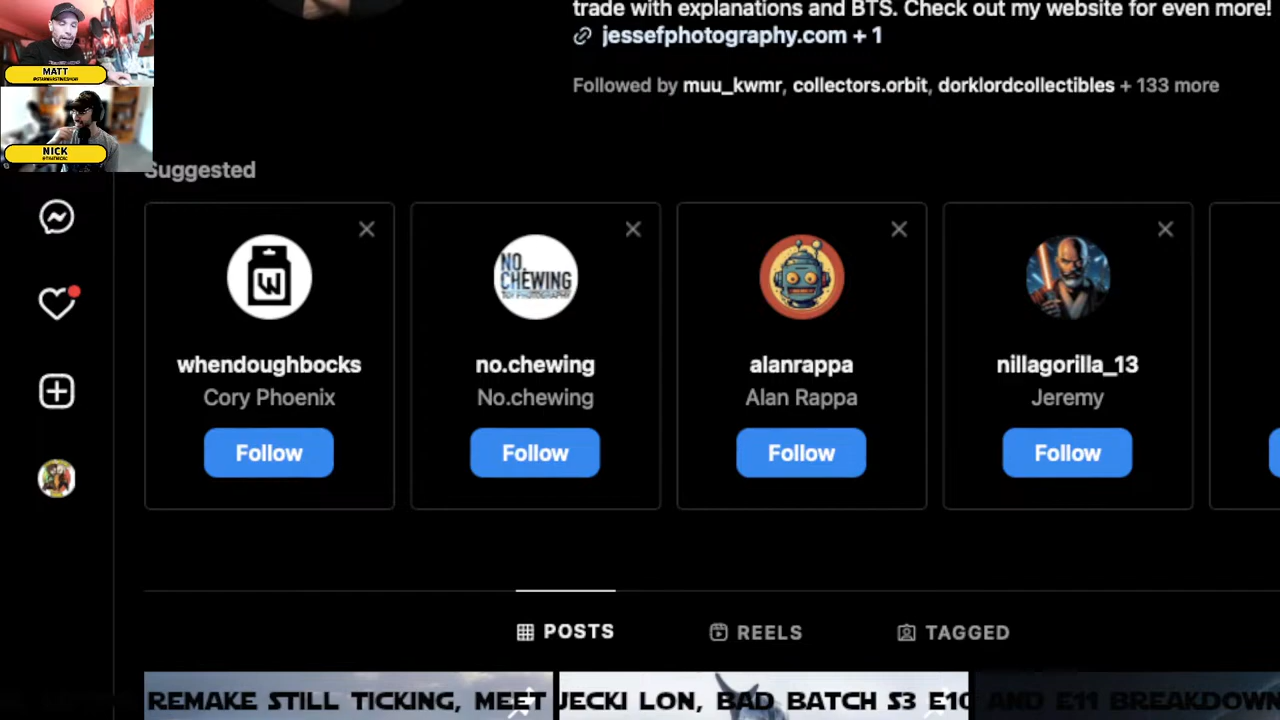 trade with explanations and BTS. Check out my website for even more!
jessefphotography.com + 1
Followed by muu_kwmr, collectors.orbit, dorklordcollectibles + 133 more
MATT
NICK
Suggested
W
NO.
CHEWING
TOY PHOTOGRAPHY
whendoughbocks
no.chewing
alanrappa
nillagorilla_13
Cory Phoenix
No.chewing
Alan Rappa
Jeremy
Follow
Follow
Follow
Follow
POSTS
REELS
TAGGED
REMAKE STILL TICKING, MEET JECKI LON, BAD BATCH S3 E10 AND E11 BREAKDOWN